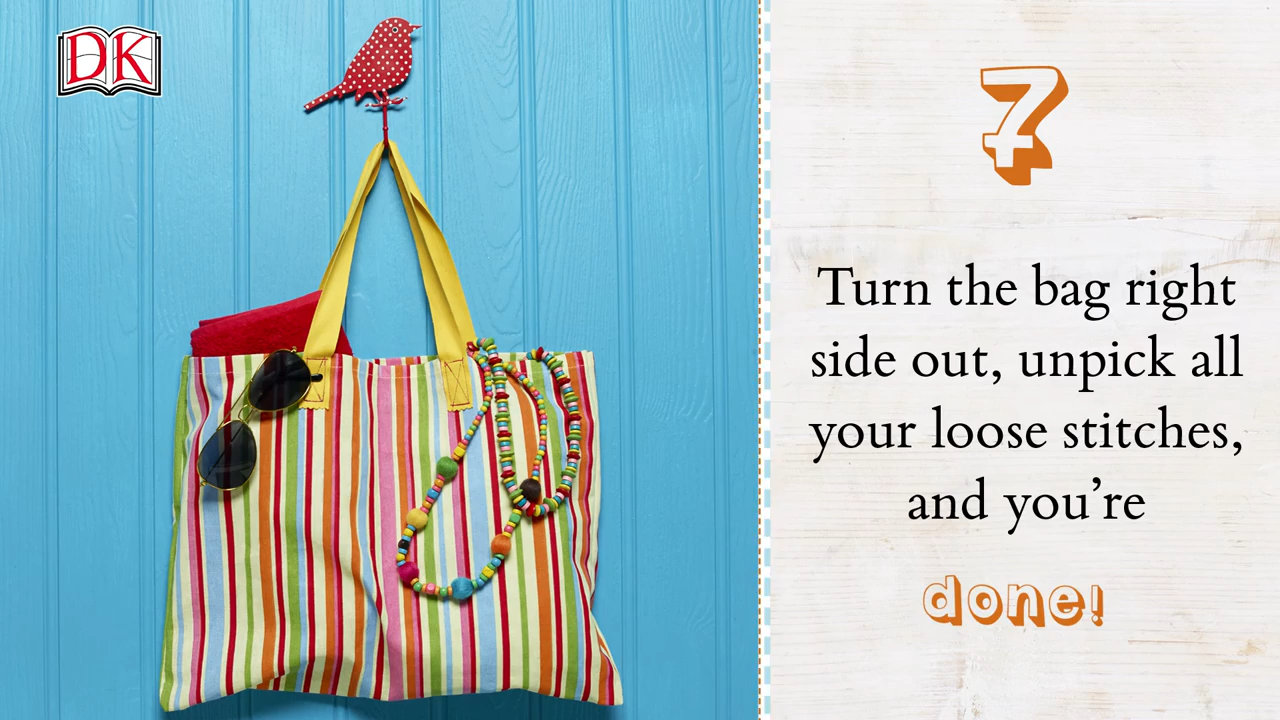 DK
7
Turn the bag right
side out, unpick all
your loose stitches,
and you’re
done!